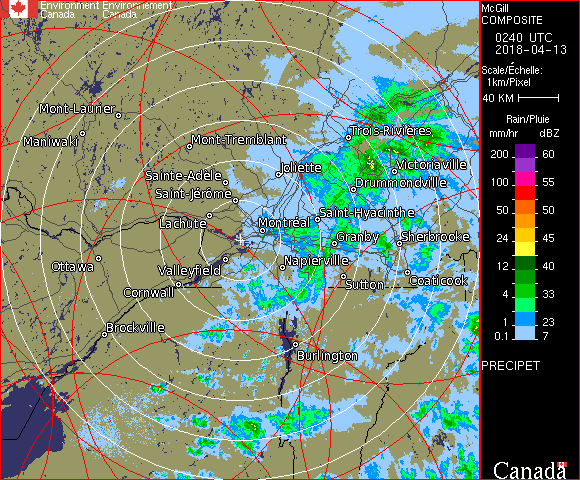 Environment Environnement
Canada Canada
McGill
COMPOSITE
0240 UTC
2018-04-13
Scale/Échelle:
1km/Pixel
40 KM
Rain/Pluie
mm/hr dBZ
200 60
100 55
50 50
24 45
12 40
4 33
1 23
0.1 7
PRECIPET
Canada
Mont-Laurier
Maniwaki
Mont-Tremblant
Trois-Rivières
Sainte-Adèle
Joliette
Victoriaville
Saint-Jérôme
Drummondville
Lachute
Montréal
Saint-Hyacinthe
Granby
Sherbrooke
Ottawa
Valleyfield
Napierville
Cornwall
Sutton
Coaticook
Brockville
Burlington